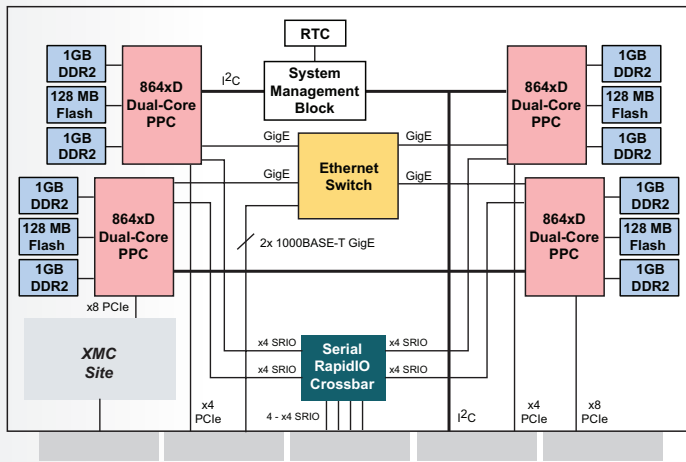 RTC
1GB
DDR2
128 MB
Flash
1GB
DDR2
864xD
Dual-Core
PPC
I2C
System
Management
Block
864xD
Dual-Core
PPC
1GB
DDR2
128 MB
Flash
1GB
DDR2
GigE
GigE
Ethernet
Switch
GigE
GigE
1GB
DDR2
128 MB
Flash
1GB
DDR2
864xD
Dual-Core
PPC
2x 1000BASE-T GigE
864xD
Dual-Core
PPC
1GB
DDR2
128 MB
Flash
1GB
DDR2
x8 PCIe
XMC
Site
x4 SRIO
x4 SRIO
Serial
RapidIO
Crossbar
x4 SRIO
x4 SRIO
x4
PCIe
4 - x4 SRIO
I2C
x4
PCIe
x8
PCIe